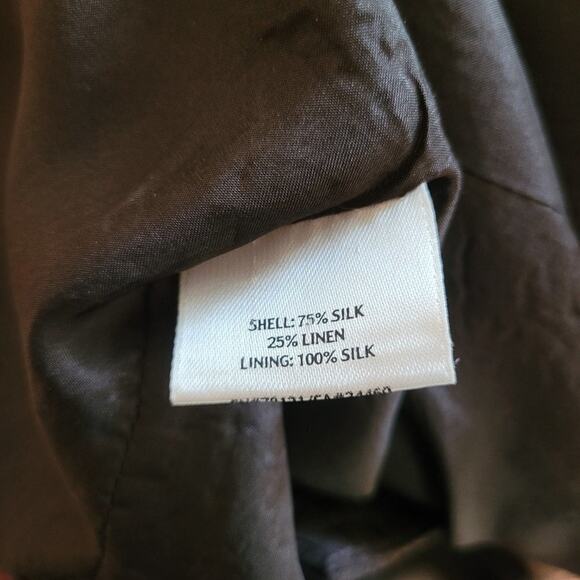 SHELL: 75% SILK
25% LINEN
LINING: 100% SILK